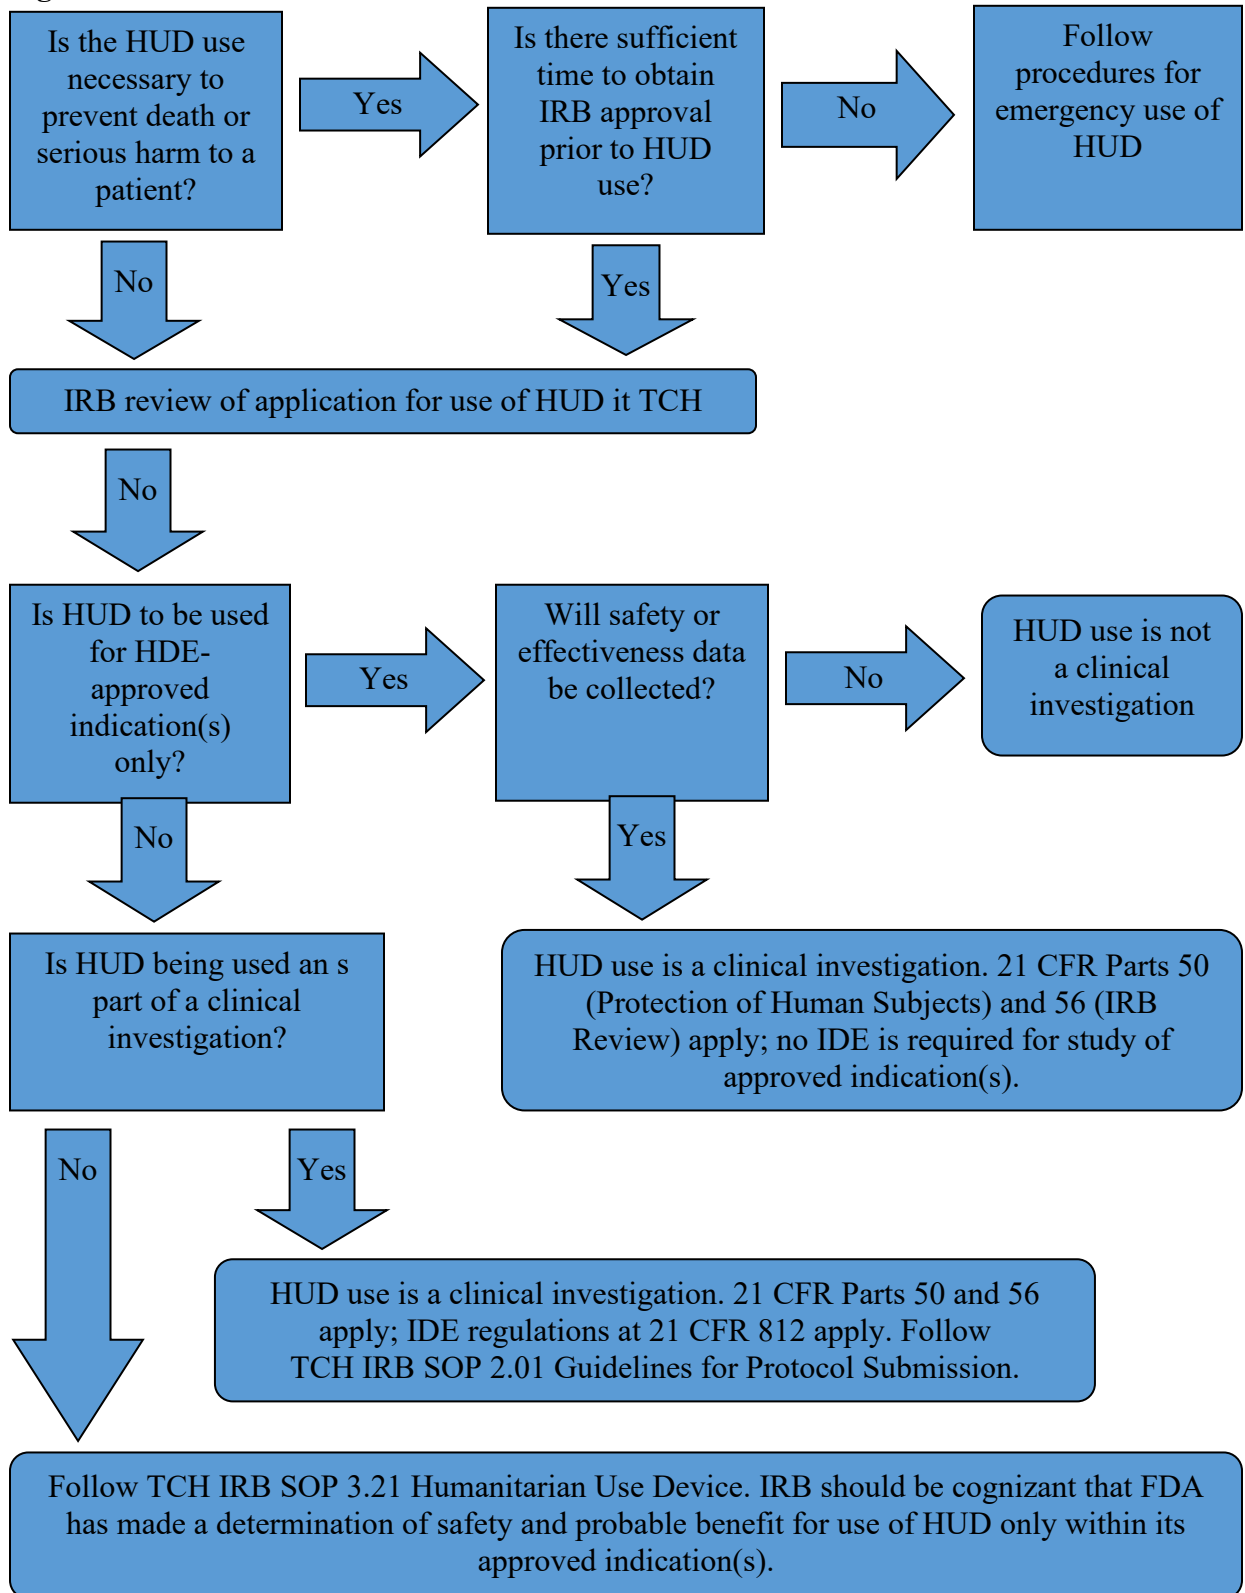 Is the HUD use
necessary to
prevent death or
serious harm to a
patient?
Yes
Is there sufficient
time to obtain
IRB approval
prior to HUD
use?
No
Follow
procedures for
emergency use of
HUD
No
Yes
IRB review of application for use of HUD it TCH
No
Is HUD to be used
for HDE-
approved
indication(s)
only?
Yes
Will safety or
effectiveness data
be collected?
No
HUD use is not
a clinical
investigation
No
Yes
Is HUD being used an s
part of a clinical
investigation?
HUD use is a clinical investigation. 21 CFR Parts 50
(Protection of Human Subjects) and 56 (IRB
Review) apply; no IDE is required for study of
approved indication(s).
No
Yes
HUD use is a clinical investigation. 21 CFR Parts 50 and 56
apply; IDE regulations at 21 CFR 812 apply. Follow
TCH IRB SOP 2.01 Guidelines for Protocol Submission.
Follow TCH IRB SOP 3.21 Humanitarian Use Device. IRB should be cognizant that FDA
has made a determination of safety and probable benefit for use of HUD only within its
approved indication(s).